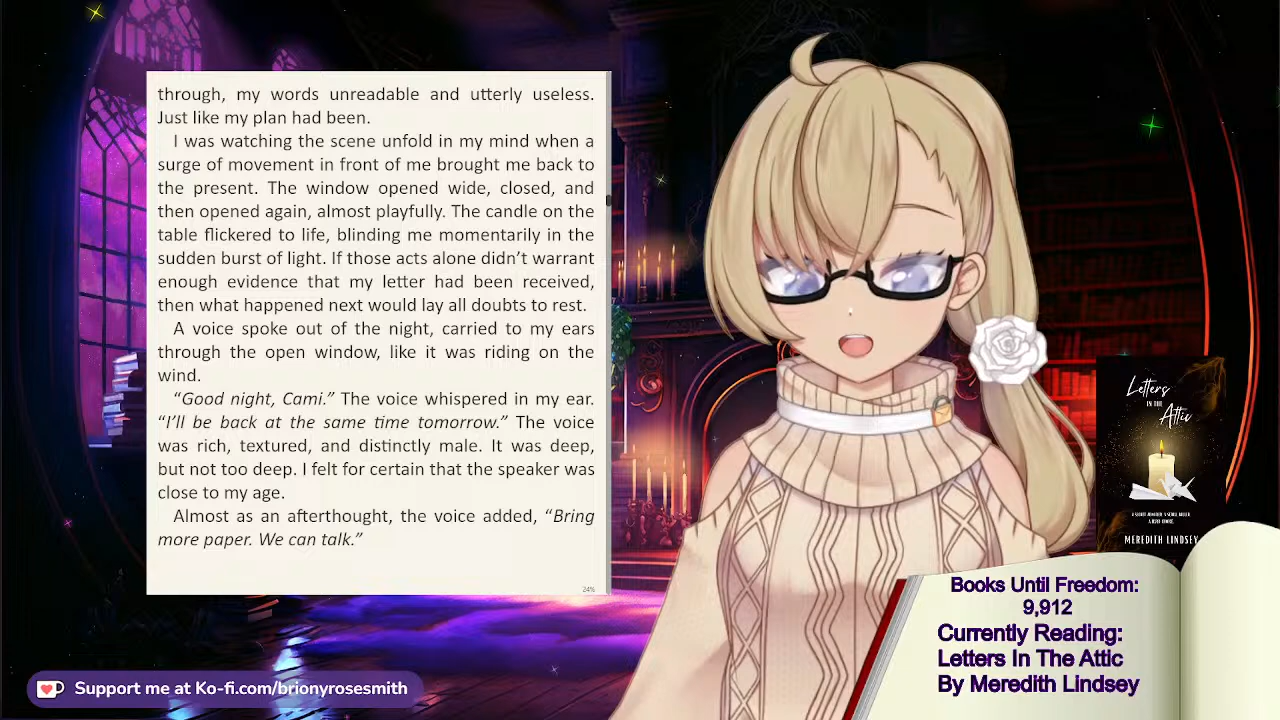 through, my words unreadable and utterly useless.
Just like my plan had been.
I was watching the scene unfold in my mind when a
surge of movement in front of me brought me back to
the present. The window opened wide, closed, and
then opened again, almost playfully. The candle on the
table flickered to life, blinding me momentarily in the
sudden burst of light. If those acts alone didn’t warrant
enough evidence that my letter had been received,
then what happened next would lay all doubts to rest.
A voice spoke out of the night, carried to my ears
through the open window, like it was riding on the
wind.
“Good night, Cami.” The voice whispered in my ear.
“I’ll be back at the same time tomorrow.” The voice
was rich, textured, and distinctly male. It was deep,
but not too deep. I felt for certain that the speaker was
close to my age.
Almost as an afterthought, the voice added, “Bring
more paper. We can talk.”
24%
Letters
IN THE
Attic
MEREDITH LINDSEY
Books Until Freedom:
9,912
Currently Reading:
Letters In The Attic
By Meredith Lindsey
Support me at Ko-fi.com/brionyrosesmith